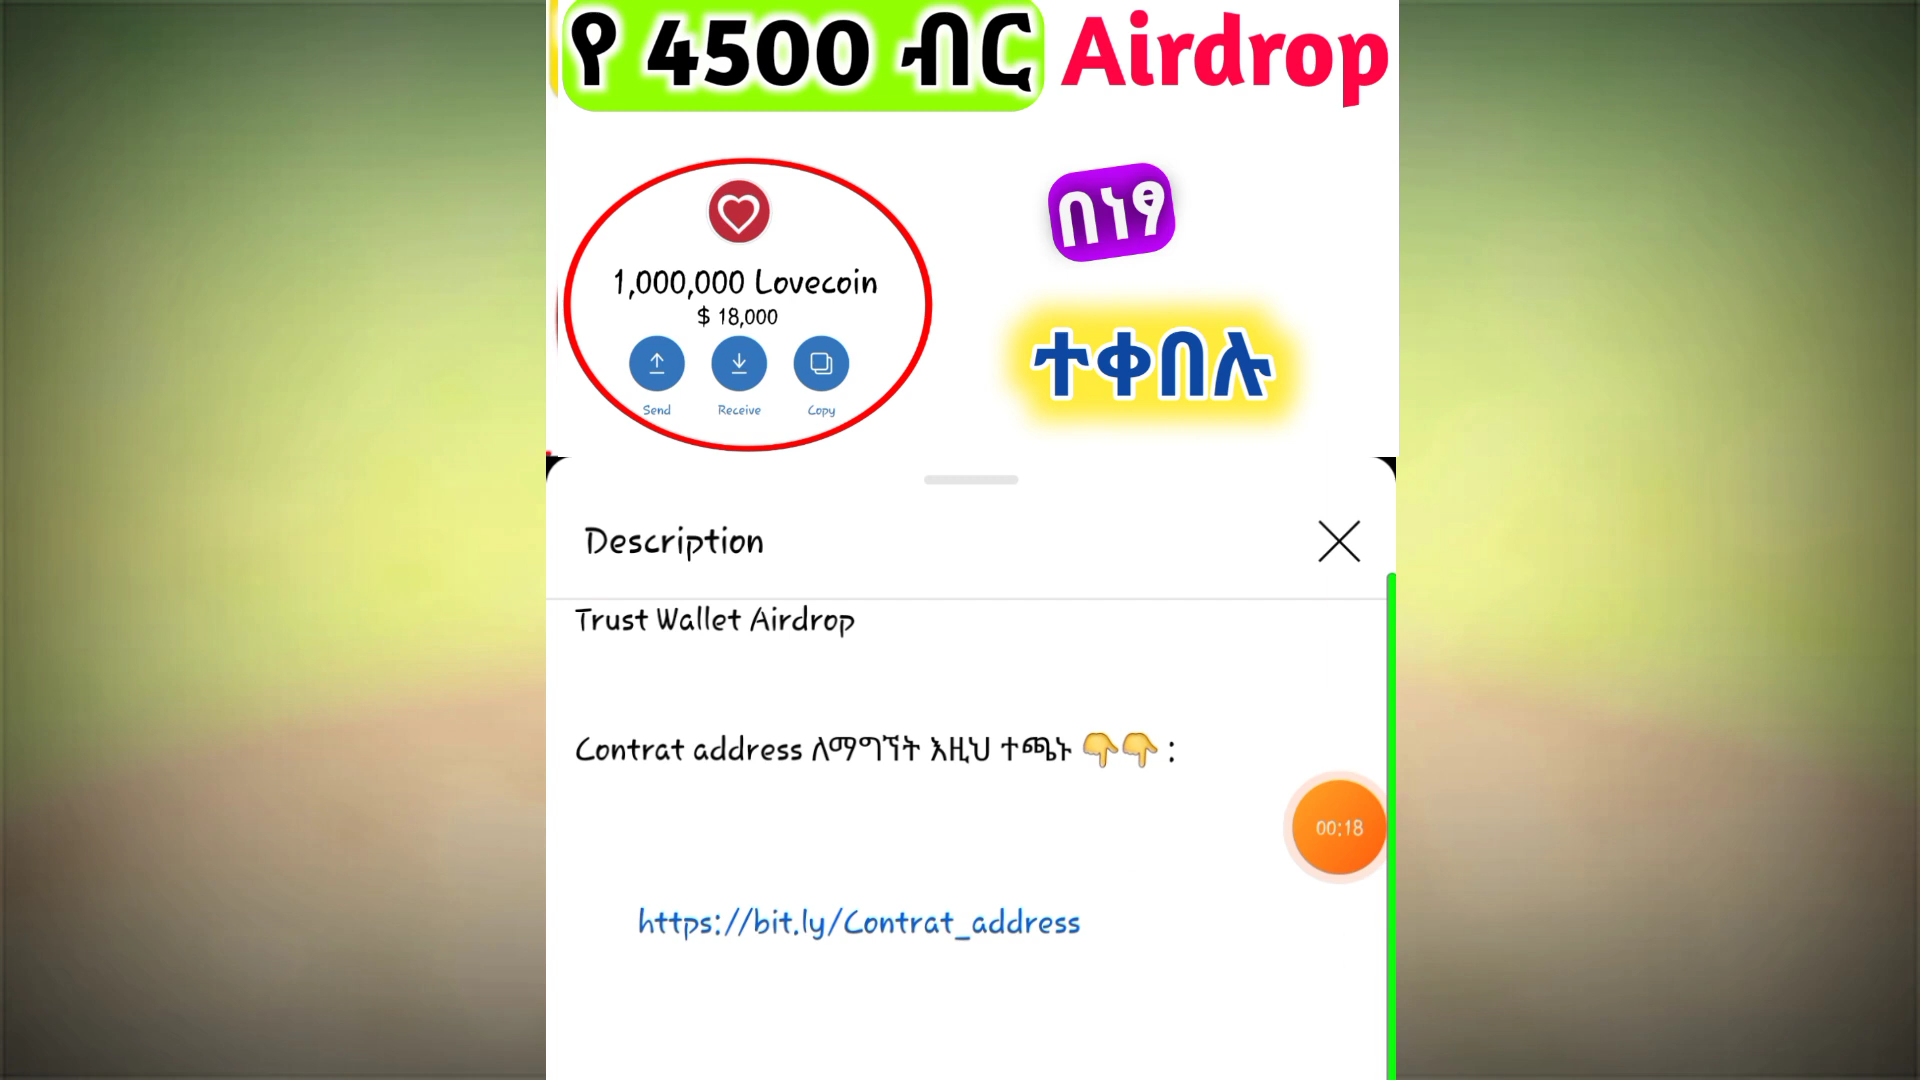 የ 4500 ብር Airdrop
በነፃ
1,000,000 Lovecoin
$ 18,000
ተቀበሉ
Send Receive Copy
Description
Trust Wallet Airdrop
Contrat address ለማግኘት እዚህ ተጫኑ 👇👇 :
00:18
https://bit.ly/Contrat_address